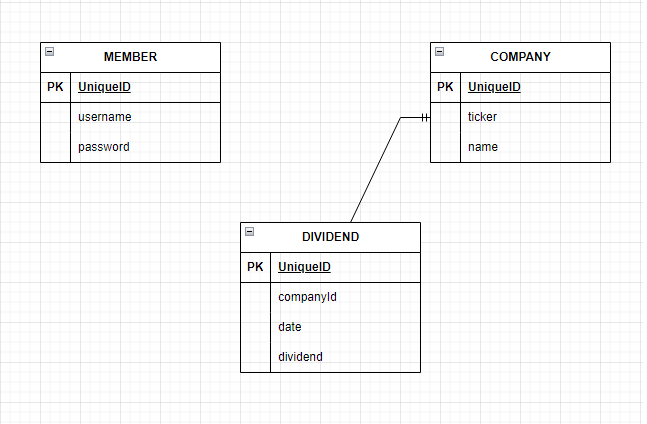 MEMBER
PK UniqueID
username
password
COMPANY
PK UniqueID
ticker
name
DIVIDEND
PK UniqueID
companyId
date
dividend